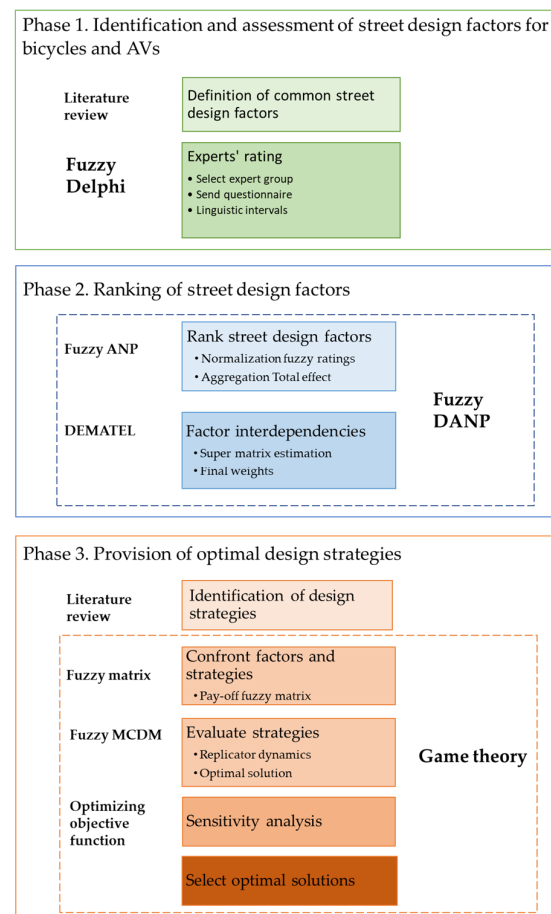 Phase 1. Identification and assessment of street design factors for
bicycles and AVs
Literature
review
Definition of common street
design factors
Fuzzy
Delphi
Experts' rating
• Select expert group
• Send questionnaire
• Linguistic intervals
Phase 2. Ranking of street design factors
Fuzzy ANP
Rank street design factors
• Normalization fuzzy ratings
• Aggregation Total effect
Fuzzy
DANP
DEMATEL
Factor interdependencies
• Super matrix estimation
• Final weights
Phase 3. Provision of optimal design strategies
Literature
review
Identification of design
strategies
Fuzzy matrix
Confront factors and
strategies
• Pay-off fuzzy matrix
Fuzzy MCDM
Evaluate strategies
• Replicator dynamics
• Optimal solution
Game theory
Optimizing
objective
function
Sensitivity analysis
Select optimal solutions